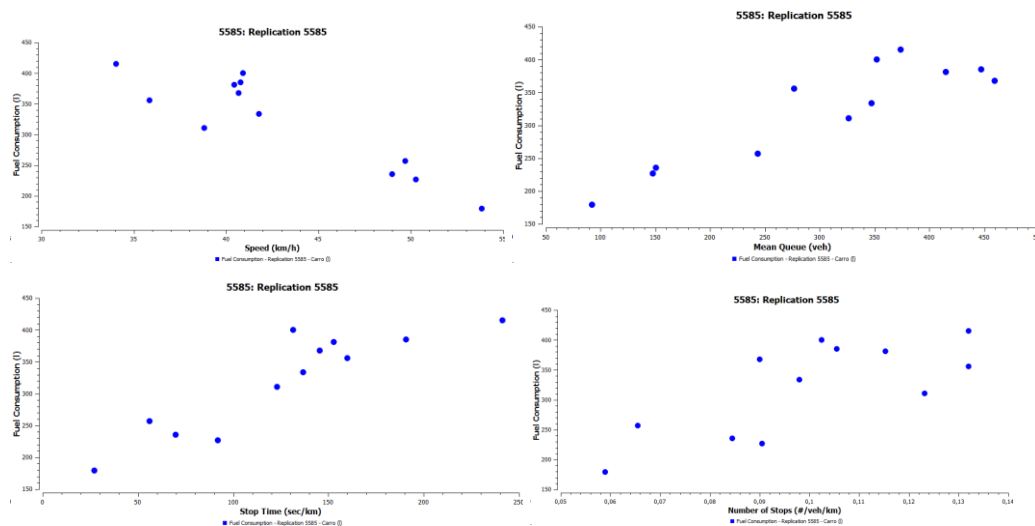 5585: Replication 5585
Fuel Consumption (l)
450
400
350
300
250
200
150
30 35 40 45 50 55
Speed (km/h)
Fuel Consumption - Replication 5585 - Carro (l)
5585: Replication 5585
Fuel Consumption (l)
450
400
350
300
250
200
150
50 100 150 200 250 300 350 400 450
Mean Queue (veh)
Fuel Consumption - Replication 5585 - Carro (l)
5585: Replication 5585
Fuel Consumption (l)
450
400
350
300
250
200
150
0 50 100 150 200 250
Stop Time (sec/km)
Fuel Consumption - Replication 5585 - Carro (l)
5585: Replication 5585
Fuel Consumption (l)
450
400
350
300
250
200
150
0,05 0,06 0,07 0,08 0,09 0,1 0,11 0,12 0,13 0,14
Number of Stops (#/veh/km)
Fuel Consumption - Replication 5585 - Carro (l)